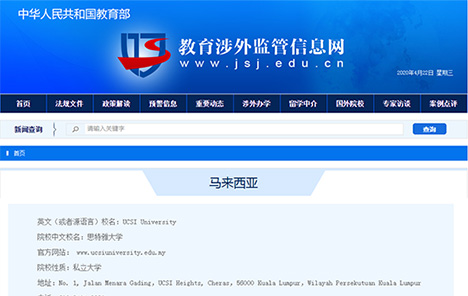 中华人民共和国教育部
教育涉外监管信息网
www.jsj.edu.cn
2020年4月22日 星期三
首页 法规文件 政策解读 预警信息 重要动态 涉外办学 留学中介 国外院校 专家访谈 案例点评
新闻查询 请输入关键字 查询
首页
马来西亚
英文（或者源语言）校名：UCSI University
院校中文校名：思特雅大学
官方网站： www.ucsiuniversity.edu.my
院校性质：私立大学
地址：No. 1, Jalan Menara Gading, UCSI Heights, Cheras, 56000 Kuala Lumpur, Wilayah Persekutuan Kuala Lumpur